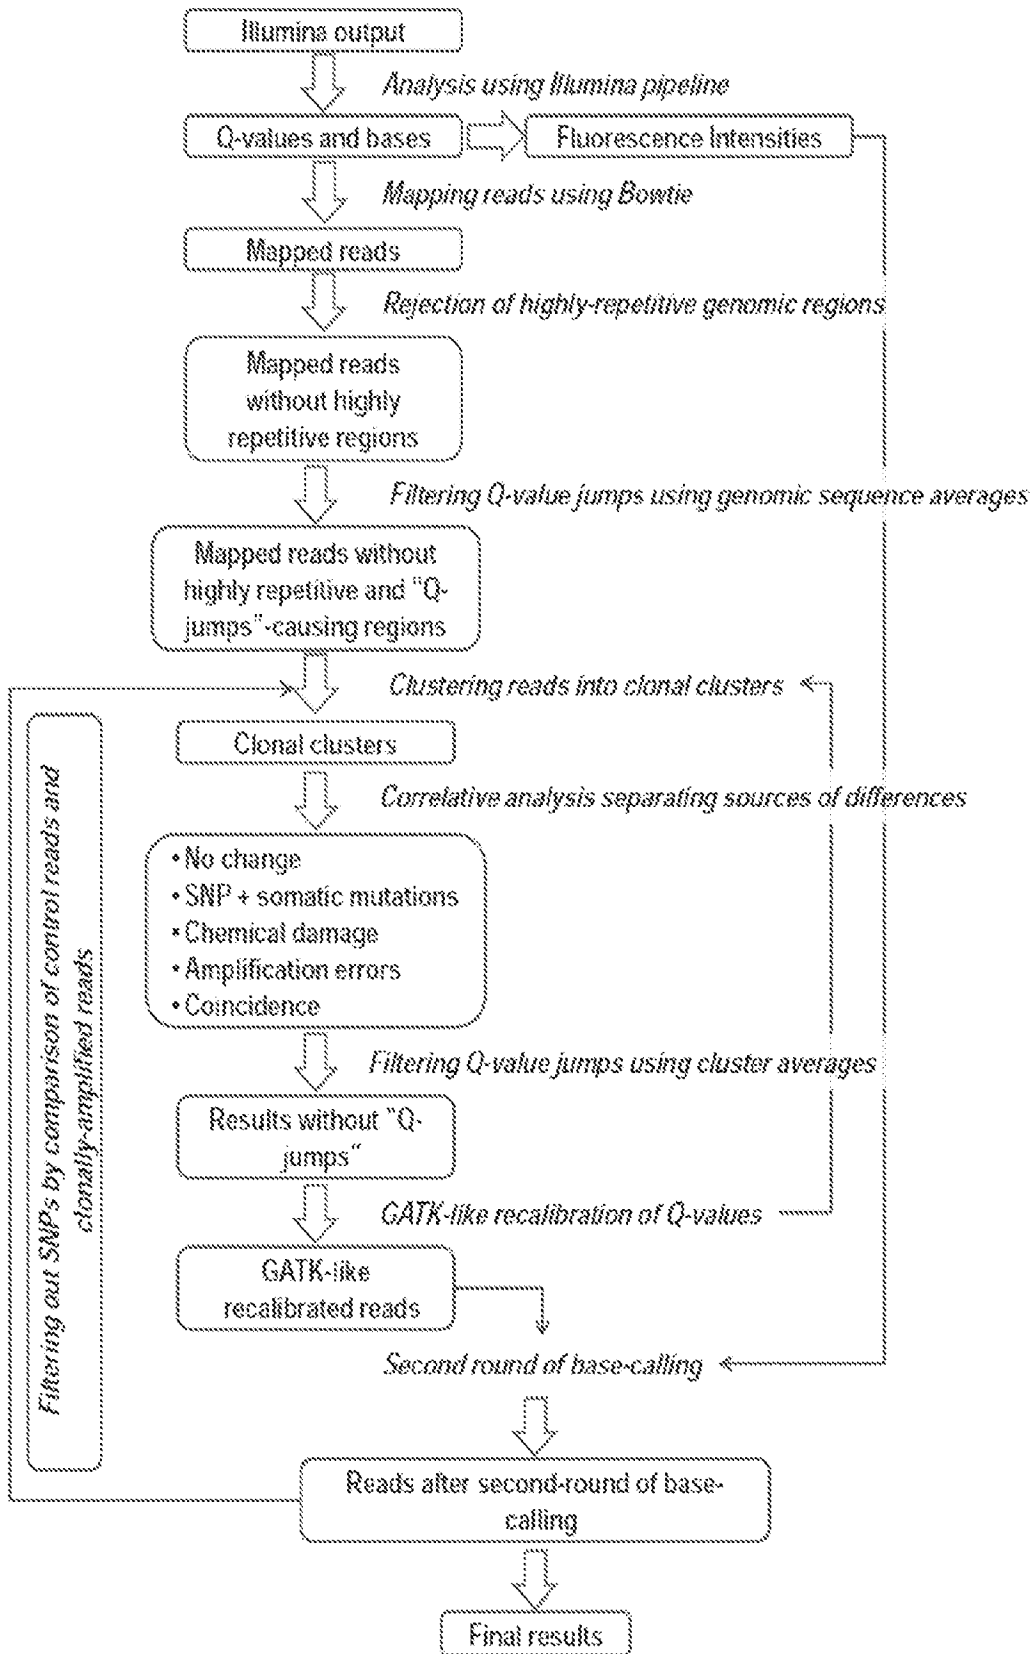 Illumina output
Analysis using Illumina pipeline
Q-values and bases
Fluorescence Intensities
Mapping reads using Bowtie
Mapped reads
Rejection of highly-repetitive genomic regions
Mapped reads
without highly
repetitive regions
Filtering Q-value jumps using genomic sequence averages
Mapped reads without
highly repetitive and "Q-
jumps"-causing regions
Clustering reads into clonal clusters
Clonal clusters
Correlative analysis separating sources of differences
• No change
• SNP + somatic mutations
• Chemical damage
• Amplification errors
• Coincidence
Filtering Q-value jumps using cluster averages
Results without "Q-
jumps"
GATK-like recalibration of Q-values
GATK-like
recalibrated reads
Second round of base-calling
Reads after second-round of base-
calling
Final results
Filtering out SNPs by comparison of control reads and
clonally-amplified reads